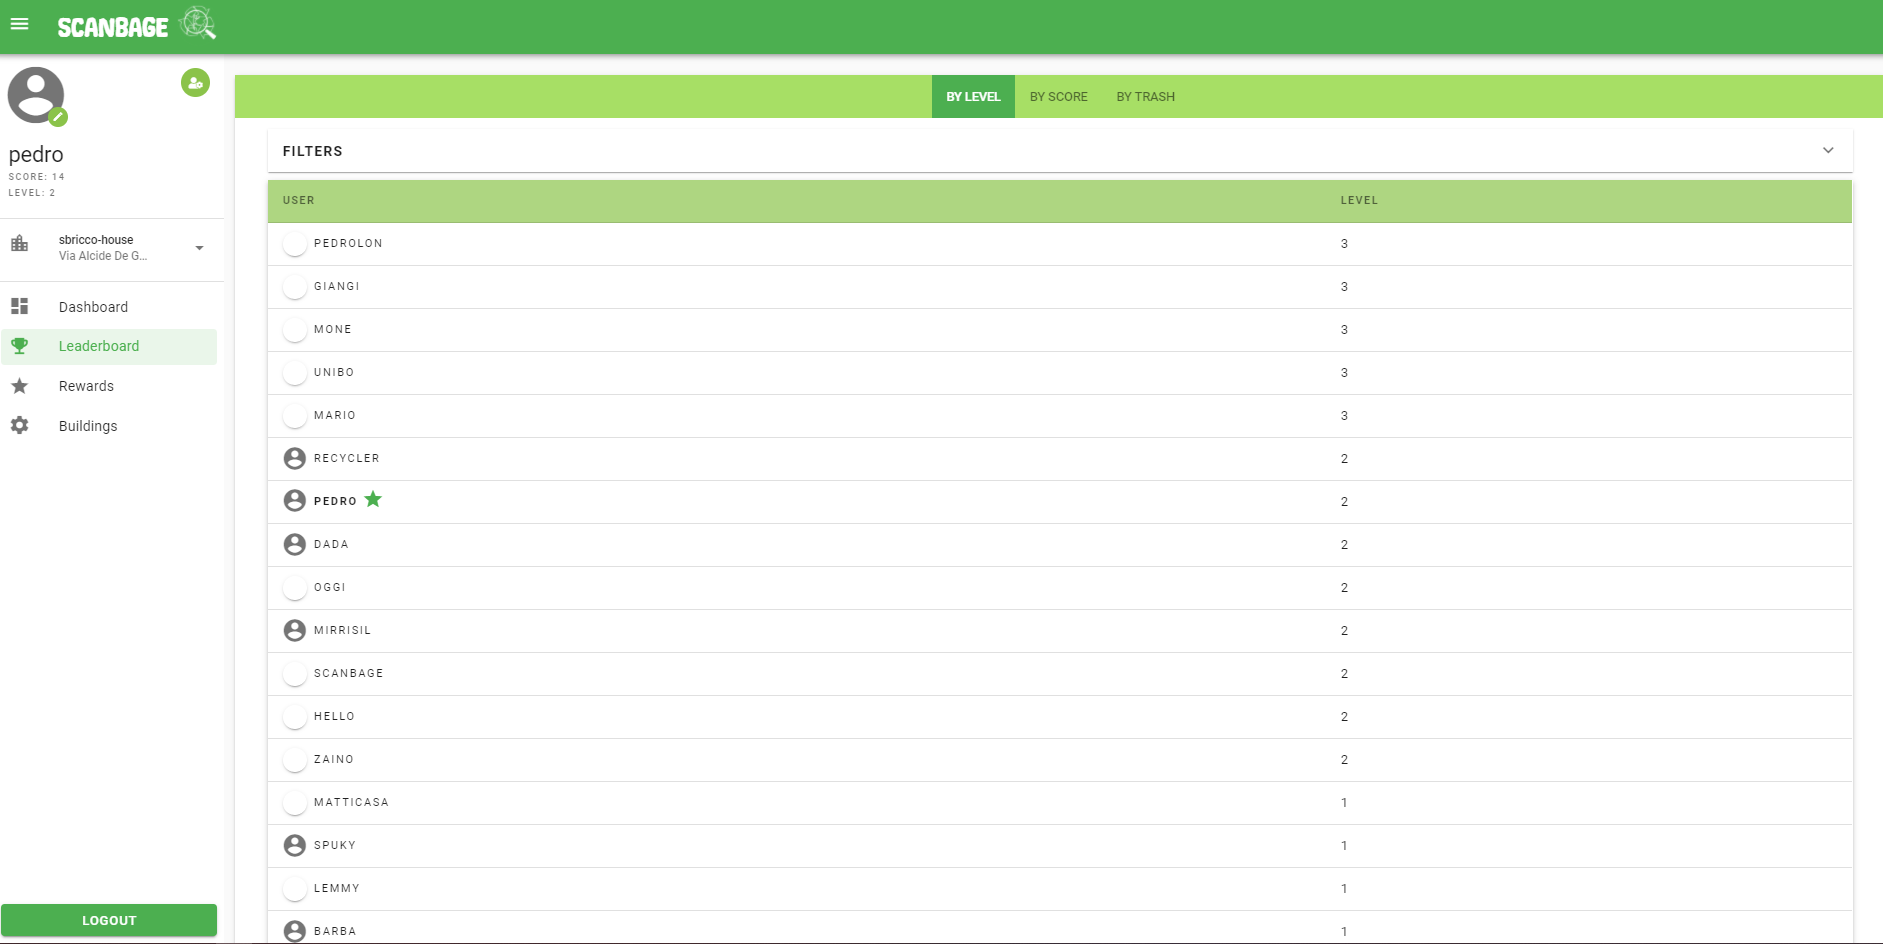 SCANBAGE
pedro
SCORE: 14
LEVEL: 2
sbricco-house
Via Alcide De G...
Dashboard
Leaderboard
Rewards
Buildings
LOGOUT
BY LEVEL BY SCORE BY TRASH
FILTERS
USER LEVEL
PEDROLON 3
GIANGI 3
MONE 3
UNIBO 3
MARIO 3
RECYCLER 2
PEDRO 2
DADA 2
OGGI 2
MIRRISIL 2
SCANBAGE 2
HELLO 2
ZAINO 2
MATTICASA 1
SPUKY 1
LEMMY 1
BARBA 1